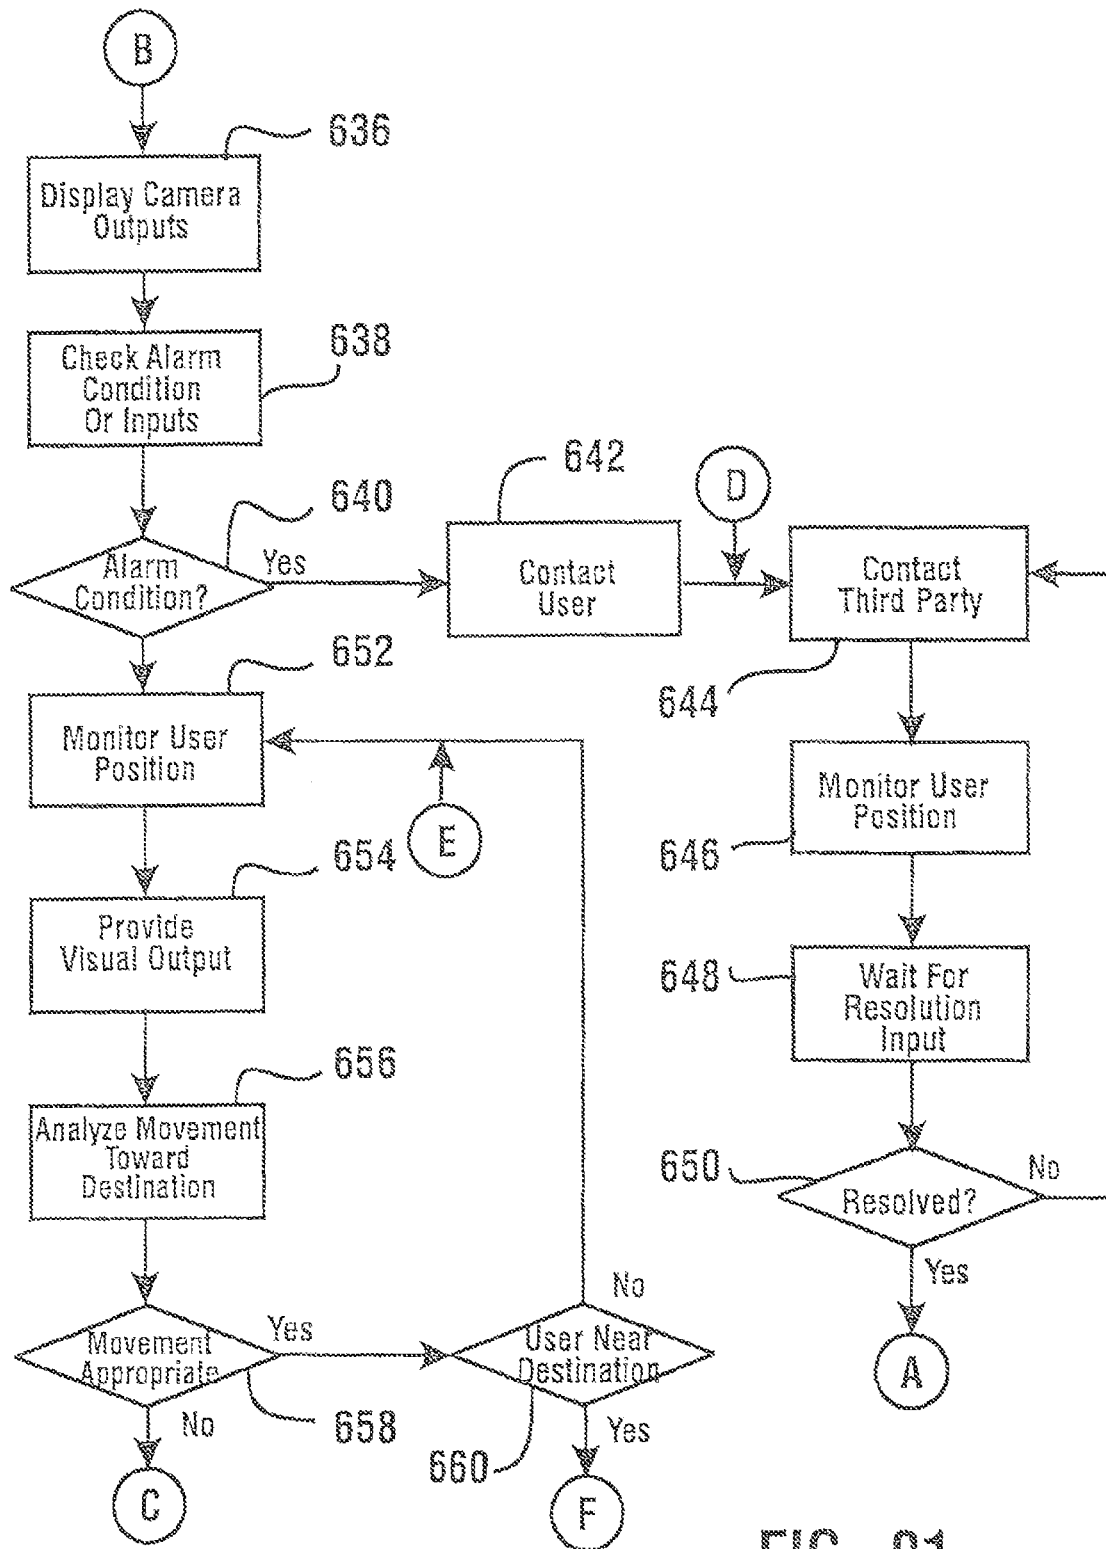 B
636
Display Camera
Outputs
638
Check Alarm
Condition
Or Inputs
640
Alarm
Condition?
Yes
642
Contact
User
D
Contact
Third Party
644
652
Monitor User
Position
E
Monitor User
Position
646
654
Provide
Visual Output
648
Wait For
Resolution
Input
656
Analyze Movement
Toward
Destination
650
Resolved?
No
Yes
A
Movement
Appropriate
Yes
658
No
C
User Near
Destination
No
660
Yes
F